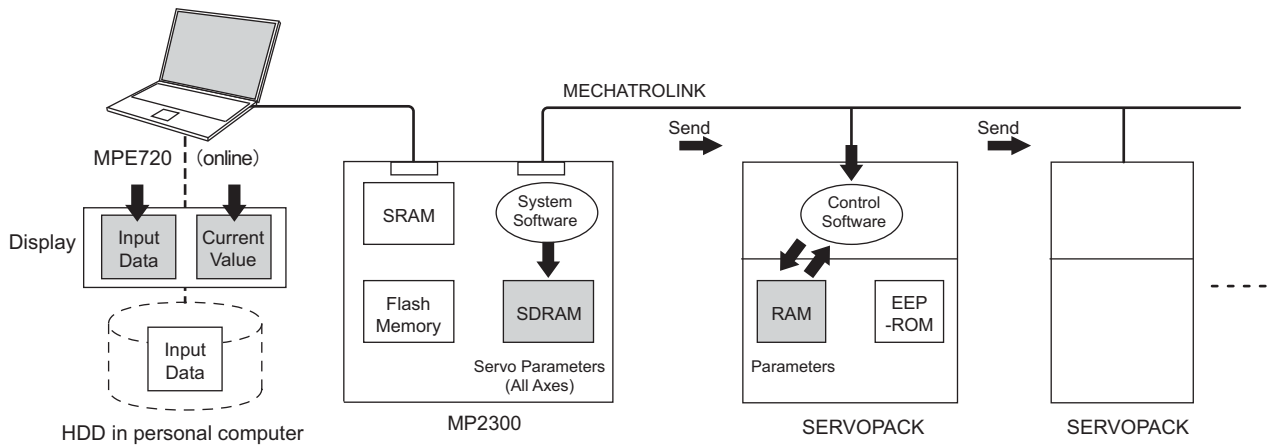 MECHATROLINK
Send
Send
MPE720 (online)
Display
Input
Data
Current
Value
Input
Data
HDD in personal computer
SRAM
System
Software
Flash
Memory
SDRAM
Servo Parameters
(All Axes)
MP2300
Control
Software
RAM
EEP
-ROM
Parameters
SERVOPACK
SERVOPACK